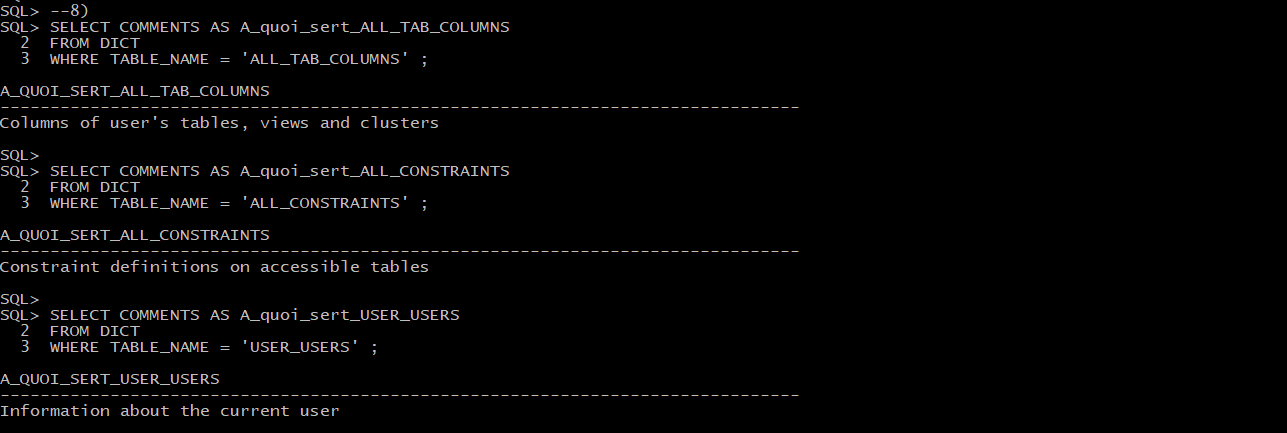 SQL> --8)
SQL> SELECT COMMENTS AS A_quoi_sert_ALL_TAB_COLUMNS
  2  FROM DICT
  3  WHERE TABLE_NAME = 'ALL_TAB_COLUMNS' ;
A_QUOI_SERT_ALL_TAB_COLUMNS
--------------------------------------------------------------------------------
Columns of user's tables, views and clusters
SQL>
SQL> SELECT COMMENTS AS A_quoi_sert_ALL_CONSTRAINTS
  2  FROM DICT
  3  WHERE TABLE_NAME = 'ALL_CONSTRAINTS' ;
A_QUOI_SERT_ALL_CONSTRAINTS
--------------------------------------------------------------------------------
Constraint definitions on accessible tables
SQL>
SQL> SELECT COMMENTS AS A_quoi_sert_USER_USERS
  2  FROM DICT
  3  WHERE TABLE_NAME = 'USER_USERS' ;
A_QUOI_SERT_USER_USERS
--------------------------------------------------------------------------------
Information about the current user